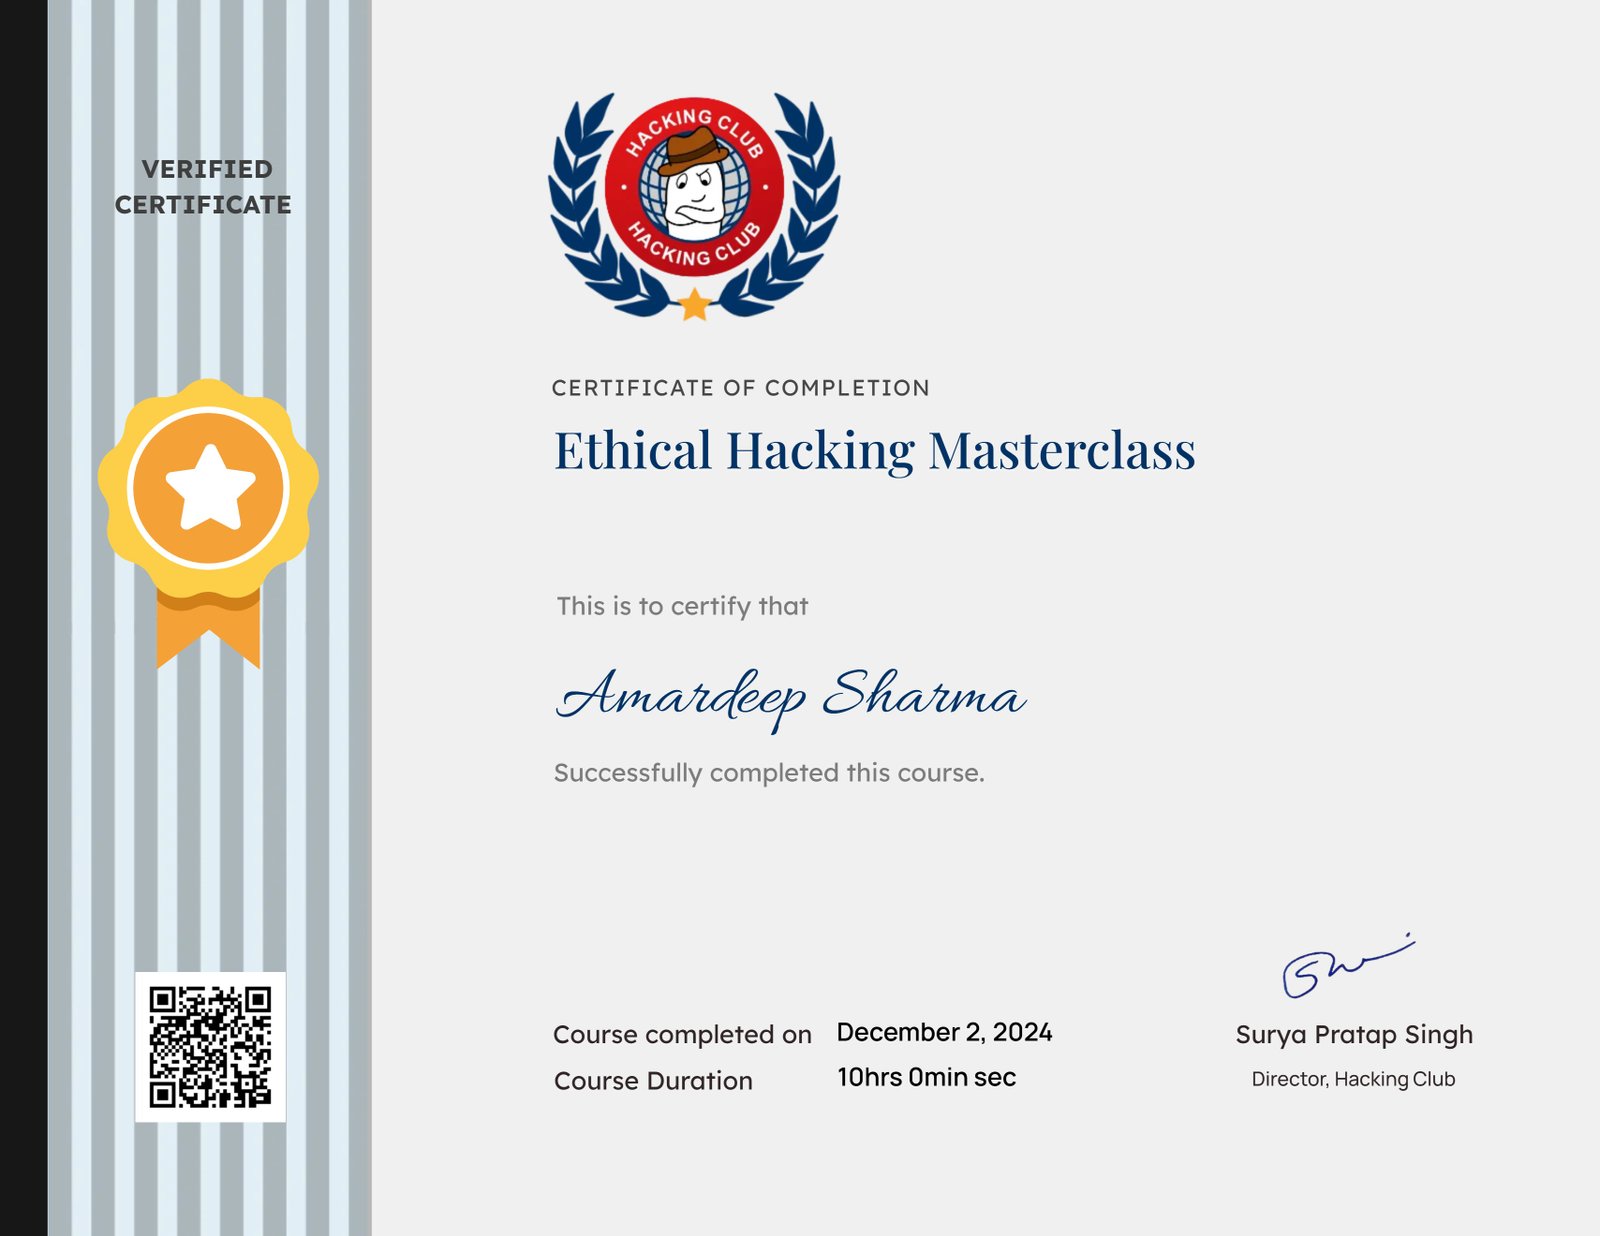 VERIFIED
CERTIFICATE
HACKING CLUB
HACKING CLUB
CERTIFICATE OF COMPLETION
Ethical Hacking Masterclass
This is to certify that
Amardeep Sharma
Successfully completed this course.
Course completed on December 2, 2024
Course Duration 10hrs 0min sec
Surya Pratap Singh
Director, Hacking Club